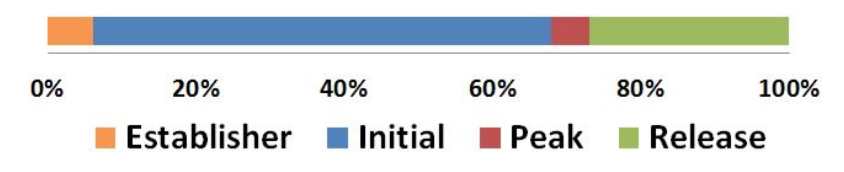 0% 20% 40% 60% 80% 100%
Establisher Initial Peak Release